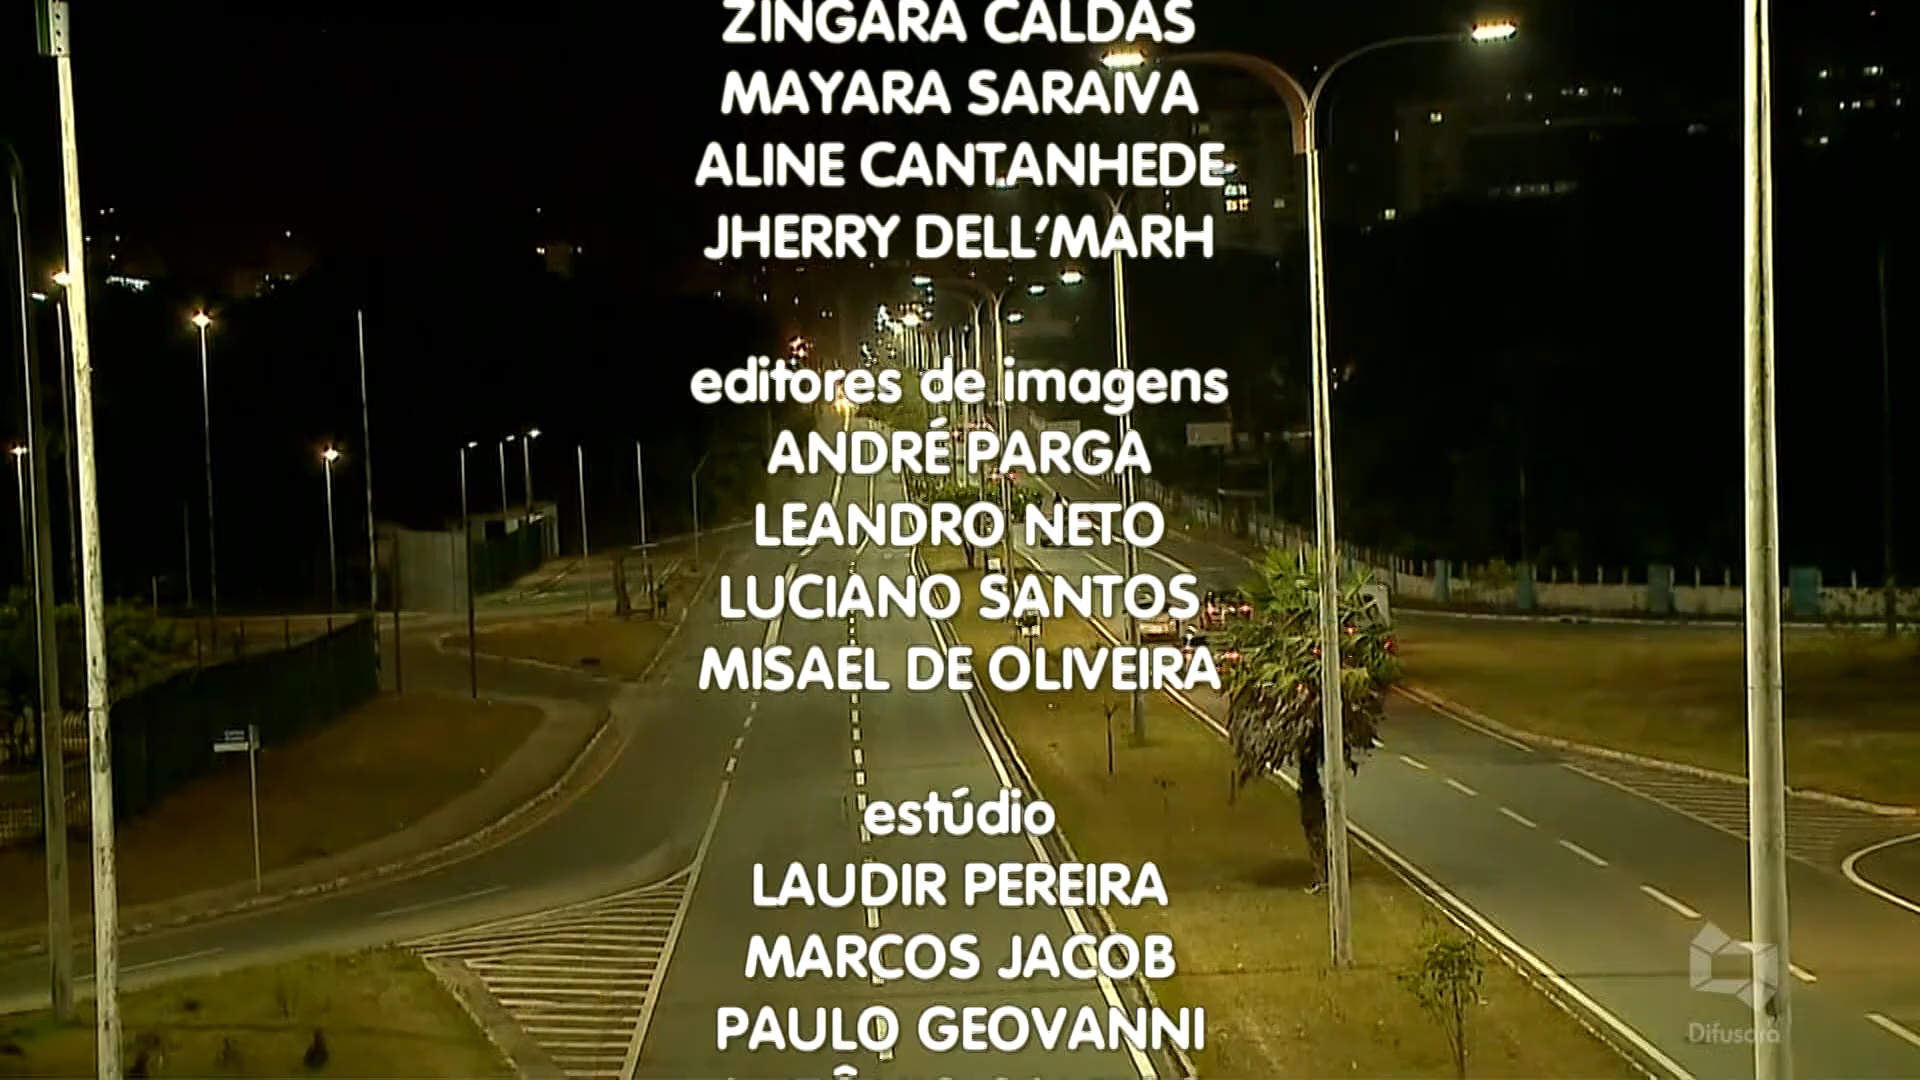 ZINGARA CALDAS
MAYARA SARAIVA
ALINE CANTANHEDE
JHERRY DELL'MARH
editores de imagens
ANDRÉ PARGA
LEANDRO NETO
LUCIANO SANTOS
MISAEL DE OLIVEIRA
estúdio
LAUDIR PEREIRA
MARCOS JACOB
PAULO GEOVANNI
Difusora